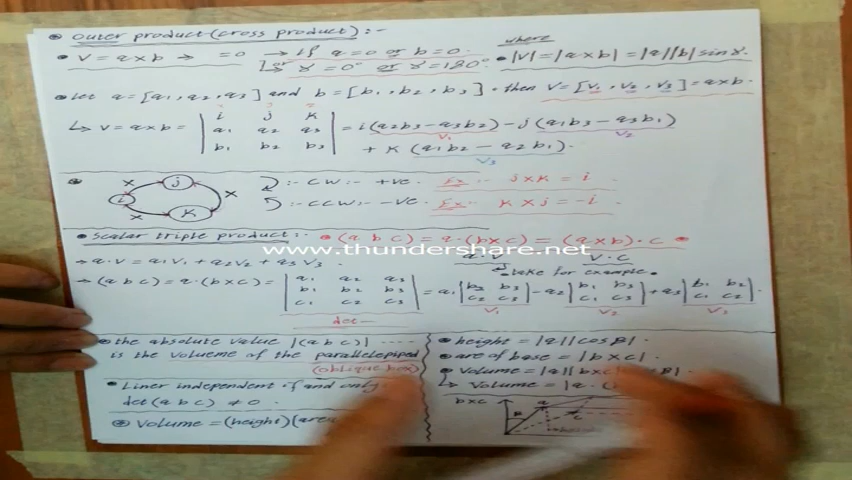 • Outer product (cross product) :-
• V = a×b → =0 → if a=0 or b=0.
or γ=0° or γ=180°
where
• |V|=|a×b|=|a||b| sin γ.
• let a=[a1, a2, a3] and b=[b1, b2, b3]. then V=[V1, V2, V3]=a×b.
↳ V=a×b= | i j k | = i(a2b3-a3b2) - j(a1b3-a3b1)
| a1 a2 a3 | V1 V2
| b1 b2 b3 | + k(a1b2 - a2b1).
V3
• i j k × × ×
:- CW :- +ve. Ex :- j×k = i
:- CCW :- -ve. Ex :- k×j = -i
• Scalar triple product :- • (a b c) = a·(b×c) = (a×b)·c •
www.thundershare.net
a·V V·c
→ a·V = a1V1 + a2V2 + a3V3.
take for example.
→ (a b c) = a·(b×c) = | a1 a2 a3 | = a1 | b2 b3 | - a2 | b1 b3 | + a3 | b1 b2 | .
| b1 b2 b3 | | c2 c3 | | c1 c3 | | c1 c2 |
| c1 c2 c3 | V1 V2 V3
det
• the absolute value |(a b c)| ----
is the voleume of the parallelepiped
(oblique box)
• Liner independent if and only
det(a b c) ≠ 0.
⊛ Volume = (height)(are
• height = |a||cos β|.
• are of base = |b×c|.
• Volume = |a||b×c|
↳ Volume = |a·(
b×c
β a c